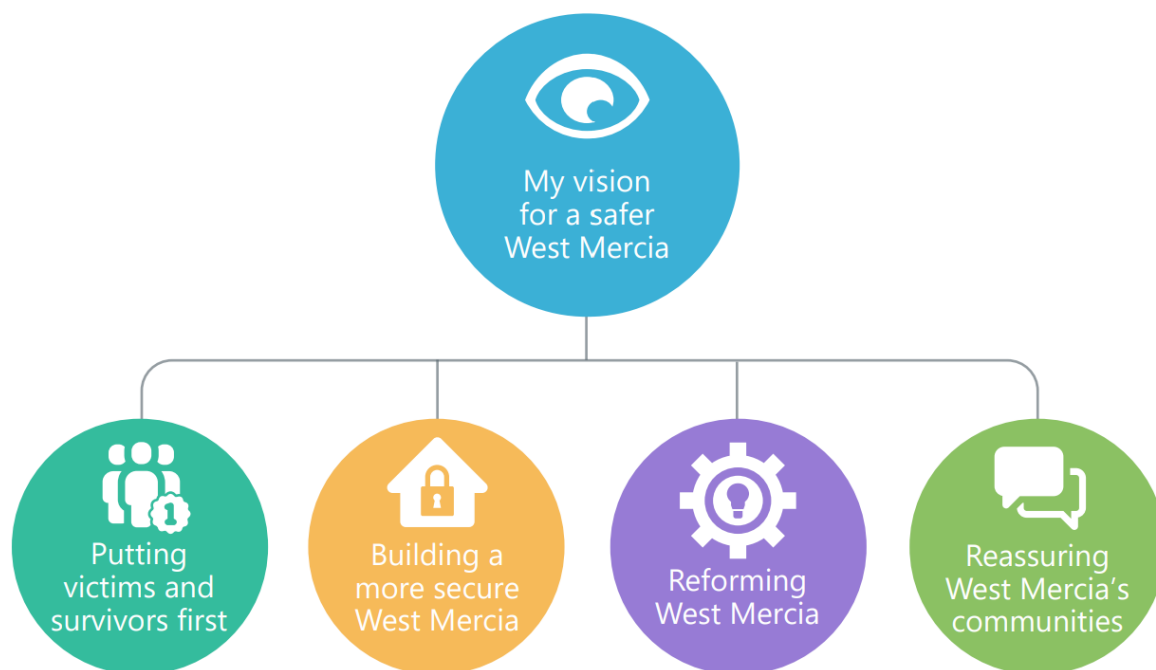 My vision
for a safer
West Mercia
1
Putting
victims and
survivors first
Building a
more secure
West Mercia
Reforming
West Mercia
Reassuring
West Mercia‘s
communities